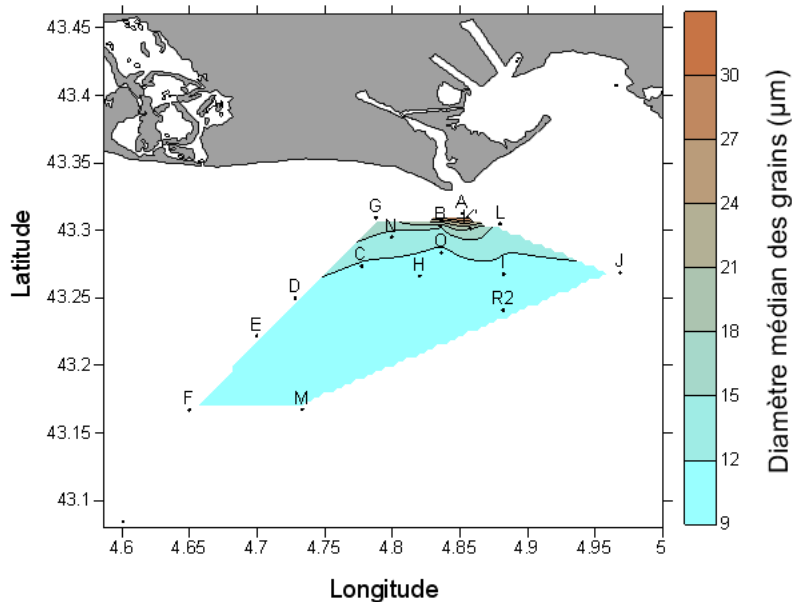 43.45
43.4
43.35
43.3
43.25
43.2
43.15
43.1
Latitude
A
G
B
K'
L
N
O
C
H
I
J
D
R2
E
F
M
4.6 4.65 4.7 4.75 4.8 4.85 4.9 4.95 5
Longitude
30
27
24
21
18
15
12
9
Diamètre médian des grains (µm)